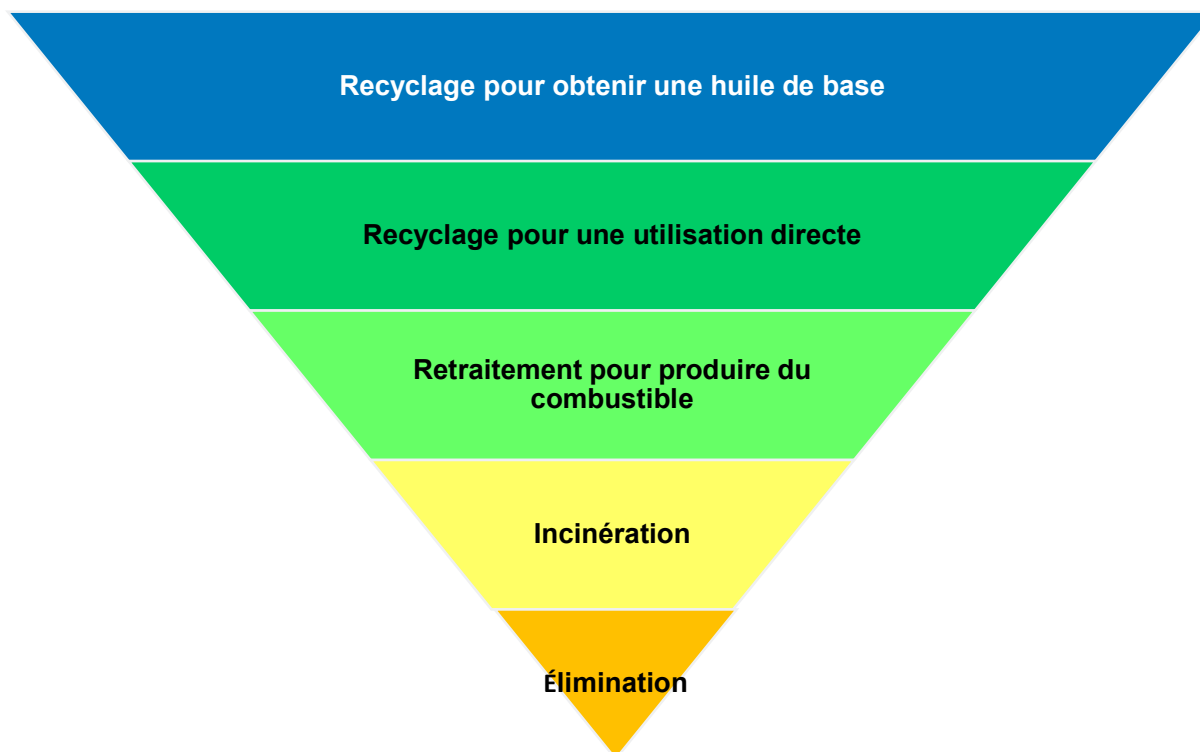 Recyclage pour obtenir une huile de base
Recyclage pour une utilisation directe
Retraitement pour produire du
combustible
Incinération
Élimination